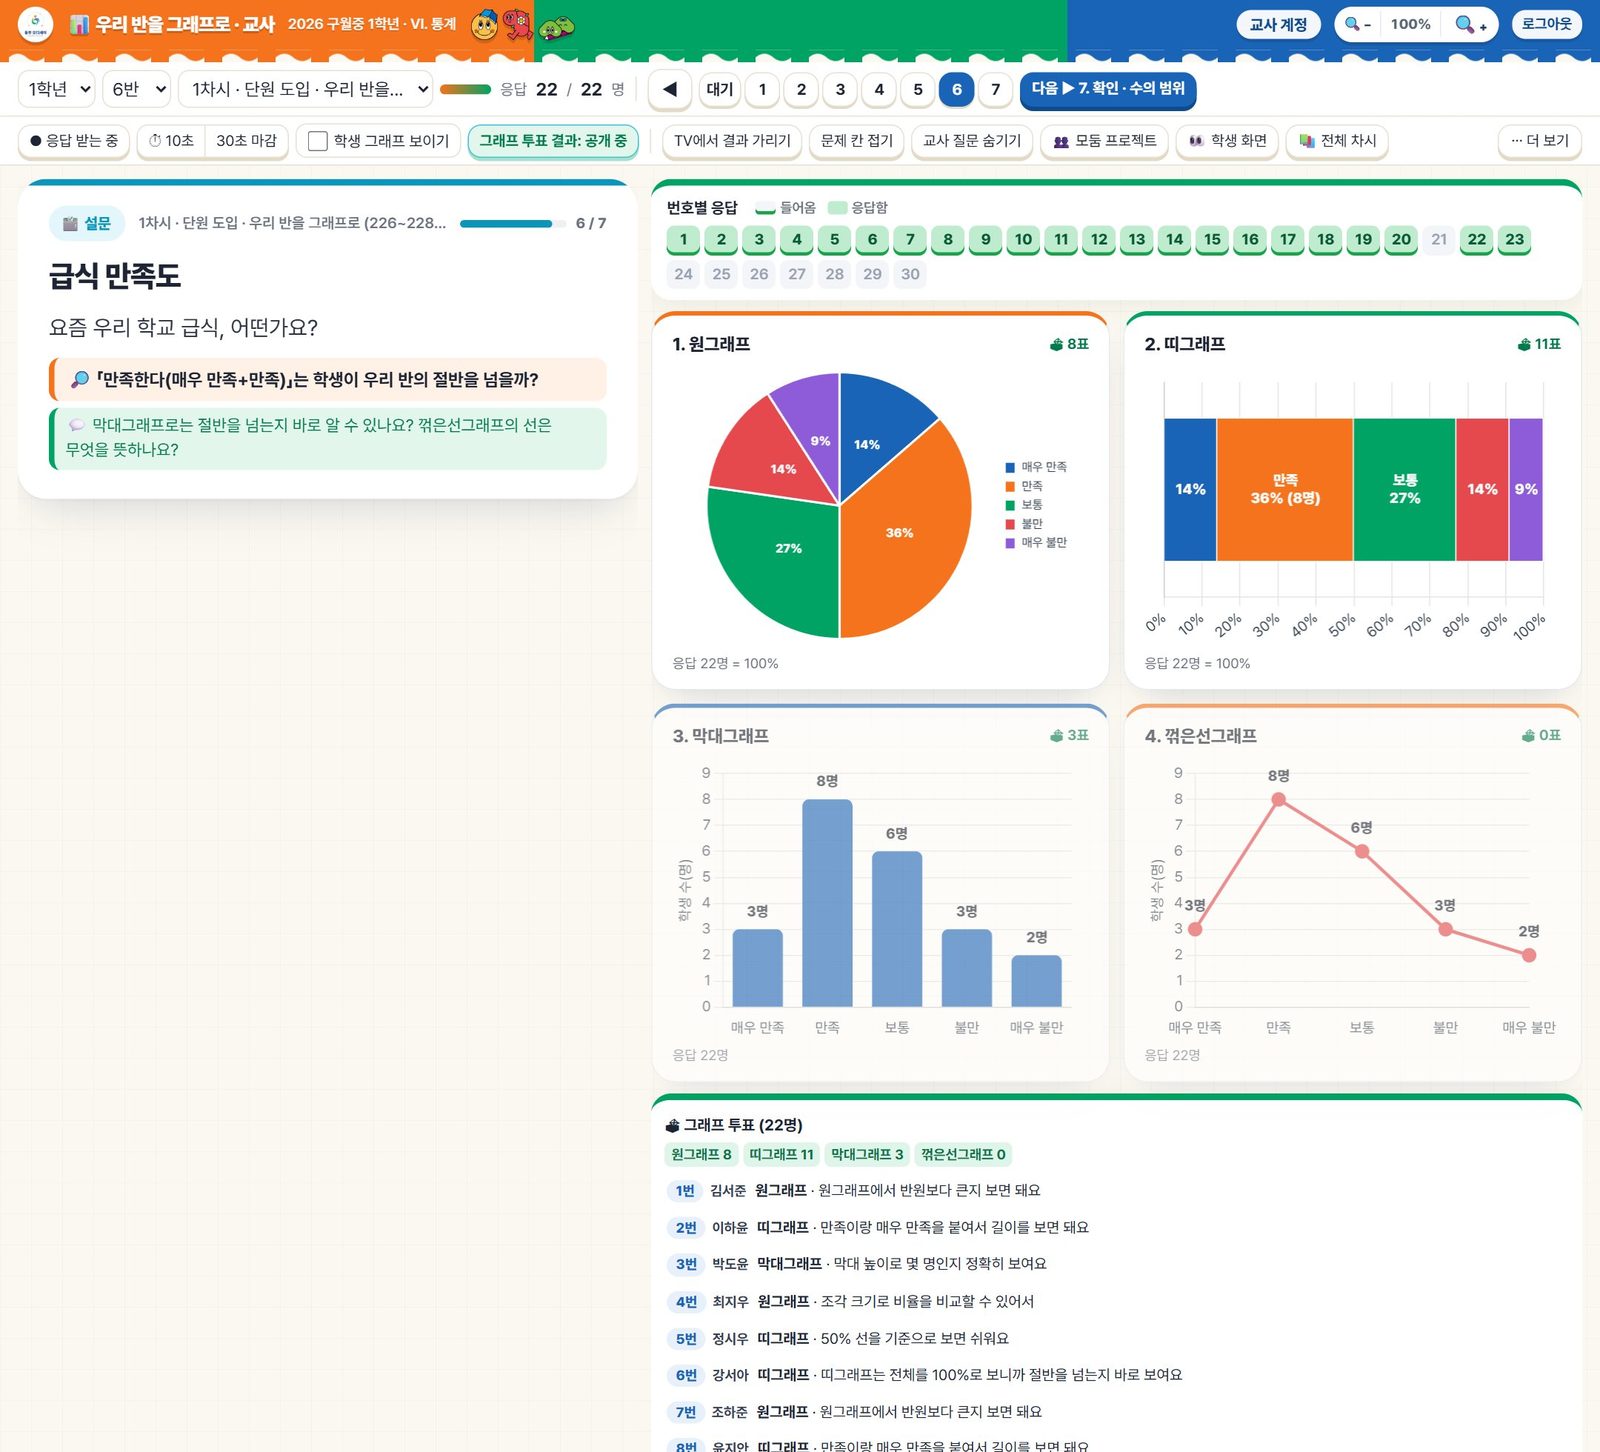 우리 반을 그래프로 · 교사 2026 구월중 1학년 · VI. 통계 교사 계정 - 100% + 로그아웃
1학년 6반 1차시 · 단원 도입 · 우리 반을... 응답 22 / 22 명 ◀ 대기 1 2 3 4 5 6 7 다음 ▶ 7. 확인 · 수의 범위
● 응답 받는 중 ⏱ 10초 30초 마감 학생 그래프 보이기 그래프 투표 결과: 공개 중 TV에서 결과 가리기 문제 칸 접기 교사 질문 숨기기 모둠 프로젝트 학생 화면 전체 차시 ··· 더 보기
설문 1차시 · 단원 도입 · 우리 반을 그래프로 (226~228... 6 / 7
급식 만족도
요즘 우리 학교 급식, 어떤가요?
「만족한다(매우 만족+만족)」는 학생이 우리 반의 절반을 넘을까?
막대그래프로는 절반을 넘는지 바로 알 수 있나요? 꺾은선그래프의 선은
무엇을 뜻하나요?
번호별 응답 들어옴 응답함
1 2 3 4 5 6 7 8 9 10 11 12 13 14 15 16 17 18 19 20 21 22 23
24 25 26 27 28 29 30
1. 원그래프 8표
14%
36%
27%
14%
9%
매우 만족
만족
보통
불만
매우 불만
응답 22명 = 100%
2. 띠그래프 11표
14%
만족
36% (8명)
보통
27%
14%
9%
0% 10% 20% 30% 40% 50% 60% 70% 80% 90% 100%
응답 22명 = 100%
3. 막대그래프 3표
학생 수(명)
9
8
7
6
5
4
3
2
1
0
3명 8명 6명 3명 2명
매우 만족 만족 보통 불만 매우 불만
응답 22명
4. 꺾은선그래프 0표
학생 수(명)
9
8
7
6
5
4
3
2
1
0
3명 8명 6명 3명 2명
매우 만족 만족 보통 불만 매우 불만
응답 22명
그래프 투표 (22명)
원그래프 8 띠그래프 11 막대그래프 3 꺾은선그래프 0
1번 김서준 원그래프 · 원그래프에서 반원보다 큰지 보면 돼요
2번 이하윤 띠그래프 · 만족이랑 매우 만족을 붙여서 길이를 보면 돼요
3번 박도윤 막대그래프 · 막대 높이로 몇 명인지 정확히 보여요
4번 최지우 원그래프 · 조각 크기로 비율을 비교할 수 있어서
5번 정시우 띠그래프 · 50% 선을 기준으로 보면 쉬워요
6번 강서아 띠그래프 · 띠그래프는 전체를 100%로 보니까 절반을 넘는지 바로 보여요
7번 조하준 원그래프 · 원그래프에서 반원보다 큰지 보면 돼요
8번 윤지안 띠그래프 · 만족이랑 매우 만족을 붙여서 길이를 보면 돼요